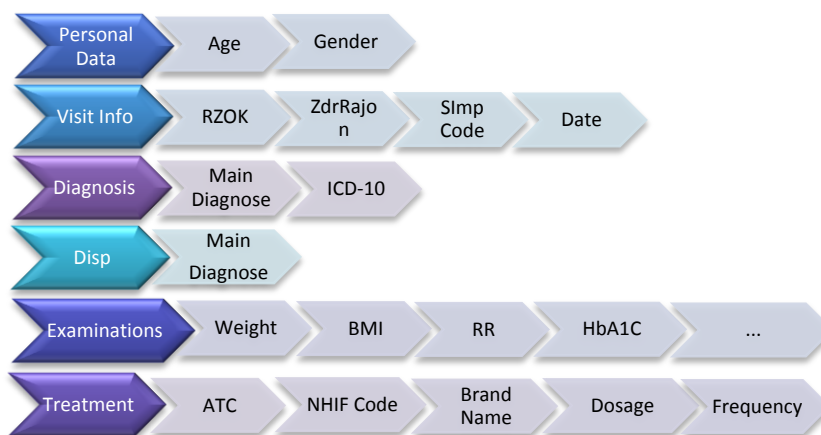 Personal
Data
Age
Gender
Visit Info
RZOK
ZdrRajo
n
SImp
Code
Date
Diagnosis
Main
Diagnose
ICD-10
Disp
Main
Diagnose
Examinations
Weight
BMI
RR
HbA1C
...
Treatment
ATC
NHIF Code
Brand
Name
Dosage
Frequency